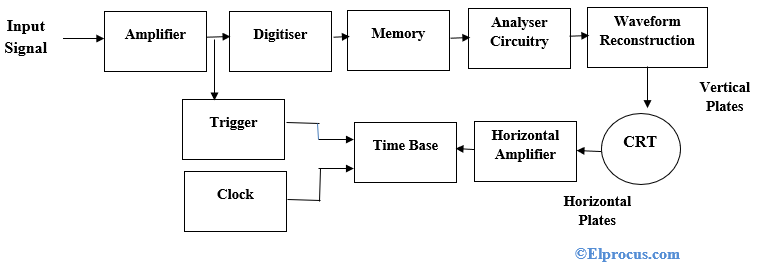 Input
Signal
Amplifier
Digitiser
Memory
Analyser
Circuitry
Waveform
Reconstruction
Vertical
Plates
Trigger
Time Base
Horizontal
Amplifier
CRT
Clock
Horizontal
Plates
©Elprocus.com